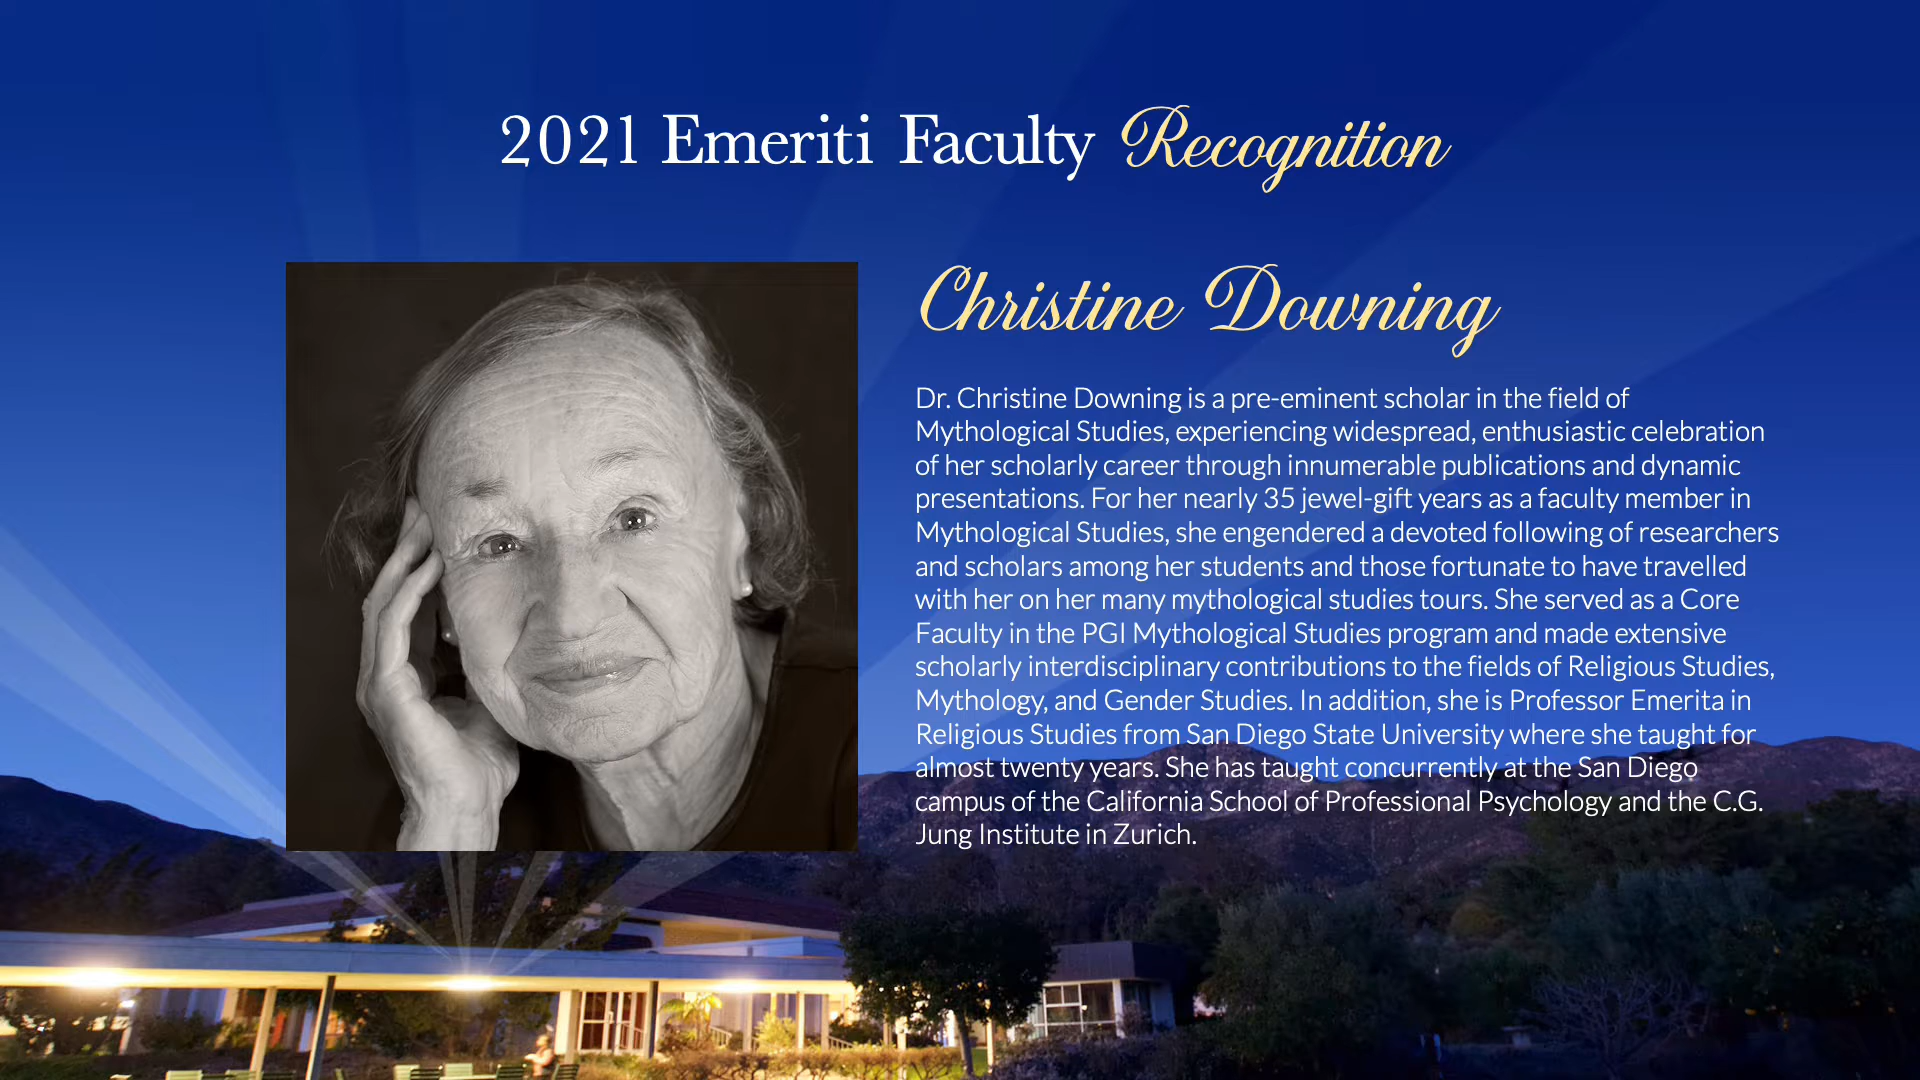 2021 Emeriti Faculty Recognition
Christine Downing
Dr. Christine Downing is a pre-eminent scholar in the field of
Mythological Studies, experiencing widespread, enthusiastic celebration
of her scholarly career through innumerable publications and dynamic
presentations. For her nearly 35 jewel-gift years as a faculty member in
Mythological Studies, she engendered a devoted following of researchers
and scholars among her students and those fortunate to have travelled
with her on her many mythological studies tours. She served as a Core
Faculty in the PGI Mythological Studies program and made extensive
scholarly interdisciplinary contributions to the fields of Religious Studies,
Mythology, and Gender Studies. In addition, she is Professor Emerita in
Religious Studies from San Diego State University where she taught for
almost twenty years. She has taught concurrently at the San Diego
campus of the California School of Professional Psychology and the C.G.
Jung Institute in Zurich.